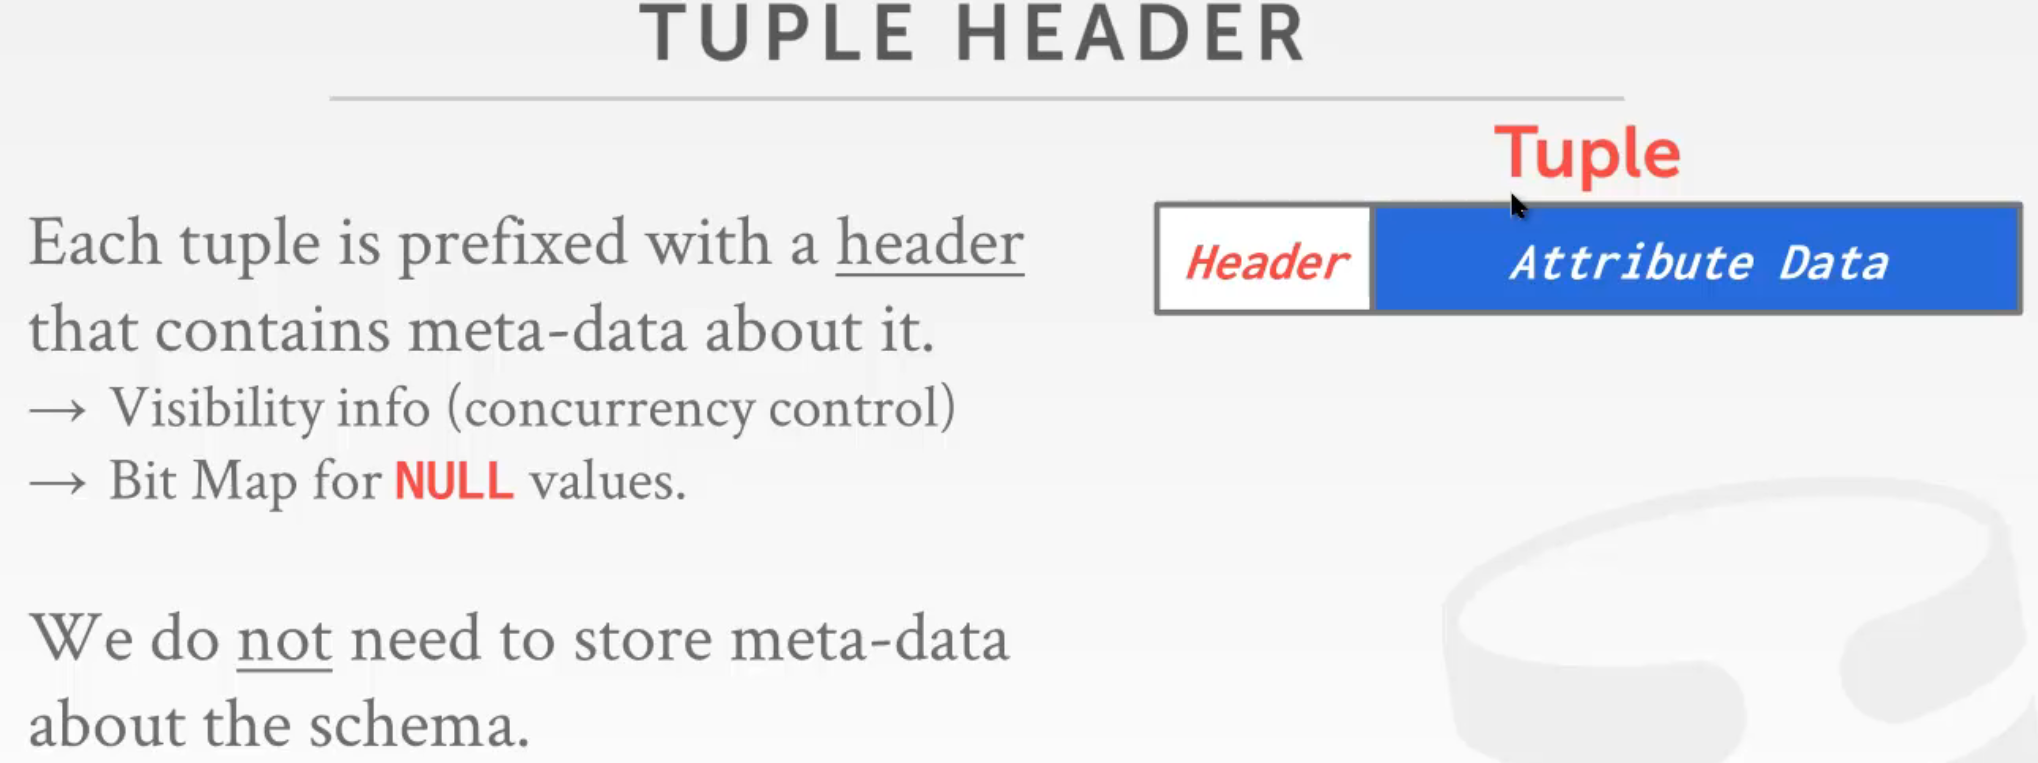 TUPLE HEADER
Each tuple is prefixed with a header
that contains meta-data about it.
→ Visibility info (concurrency control)
→ Bit Map for NULL values.
We do not need to store meta-data
about the schema.
Tuple
Header
Attribute Data